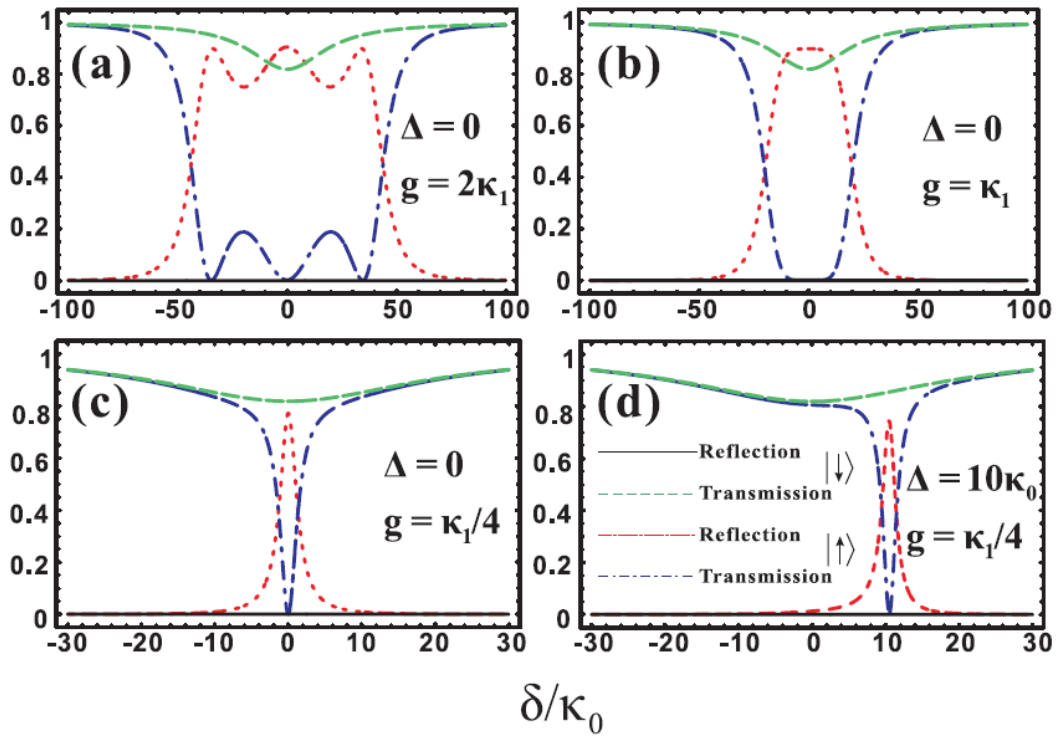 1
(a)
0.8
0.6
Δ = 0
0.4
g = 2κ₁
0.2
0
-100 -50 0 50 100
1
(b)
0.8
0.6
Δ = 0
0.4
g = κ₁
0.2
0
-100 -50 0 50 100
1
(c)
0.8
0.6
Δ = 0
0.4
g = κ₁/4
0.2
0
-30 -20 -10 0 10 20 30
1
(d)
0.8
0.6
Reflection
|↓⟩
Transmission
Δ = 10κ₀
0.4
Reflection
|↑⟩
g = κ₁/4
Transmission
0.2
0
-30 -20 -10 0 10 20 30
δ/κ₀